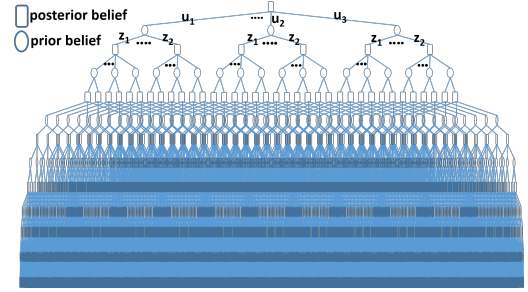 posterior belief
prior belief
u1 .... u2 u3
z1 .... z2 z1 .... z2 z1 .... z2
... ... ... ... ... ...